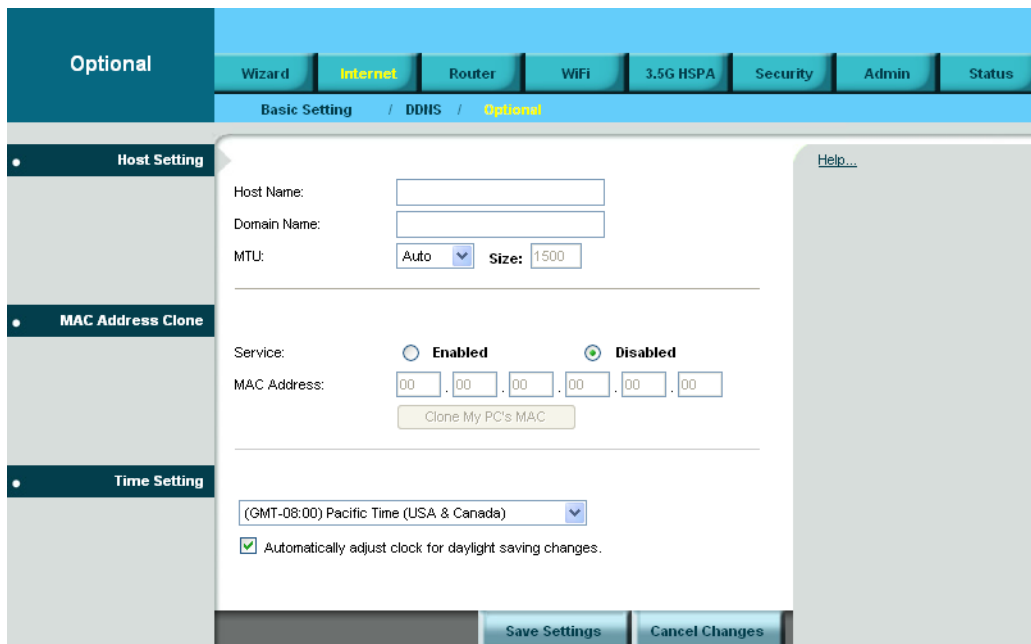 Optional
Wizard Internet Router WiFi 3.5G HSPA Security Admin Status
Basic Setting / DDNS / Optional
Host Setting
Help...
Host Name:
Domain Name:
MTU: Auto Size: 1500
MAC Address Clone
Service: Enabled Disabled
MAC Address: 00 . 00 . 00 . 00 . 00 . 00
Clone My PC's MAC
Time Setting
(GMT-08:00) Pacific Time (USA & Canada)
Automatically adjust clock for daylight saving changes.
Save Settings Cancel Changes